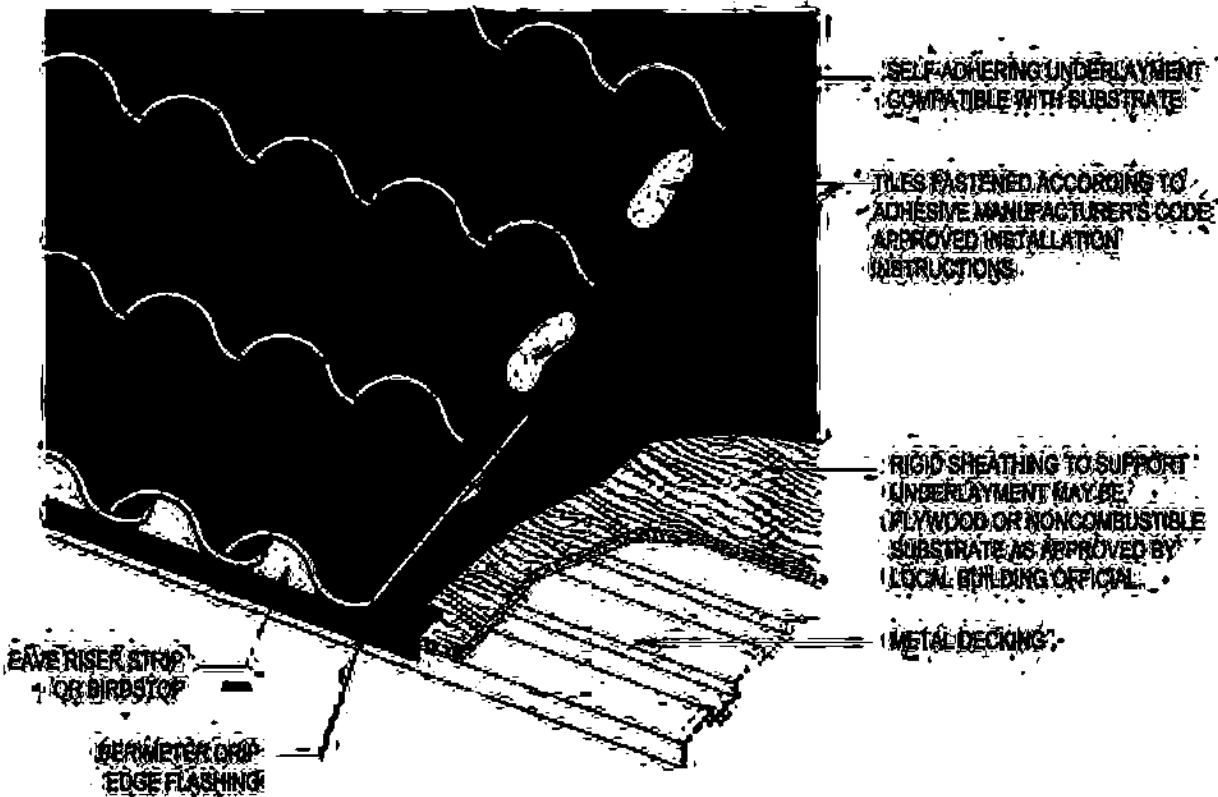 SELF-ADHERING UNDERLAYMENT
COMPATIBLE WITH SUBSTRATE
TILES FASTENED ACCORDING TO
ADHESIVE MANUFACTURER'S CODE
APPROVED INSTALLATION
INSTRUCTIONS
RIGID SHEATHING TO SUPPORT
UNDERLAYMENT MAY BE
PLYWOOD OR NONCOMBUSTIBLE
SUBSTRATE AS APPROVED BY
LOCAL BUILDING OFFICIAL.
METAL DECKING
EAVE RISER STRIP
OR BIRDSTOP
PERIMETER DRIP
EDGE FLASHING